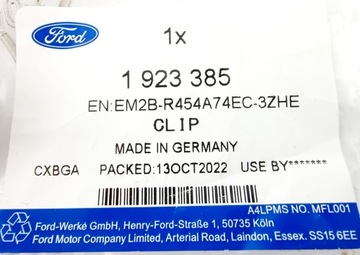 Ford
1x
1 923 385
EN:EM2B-R454A74EC-3ZHE
CLIP
MADE IN GERMANY
CXBGA PACKED:13OCT2022 USE BY*******
A4LPMS NO. MFL001
Ford-Werke GmbH, Henry-Ford-Straße 1, 50735 Köln
Ford Motor Company Limited, Arterial Road, Laindon, Essex. SS15 6EE